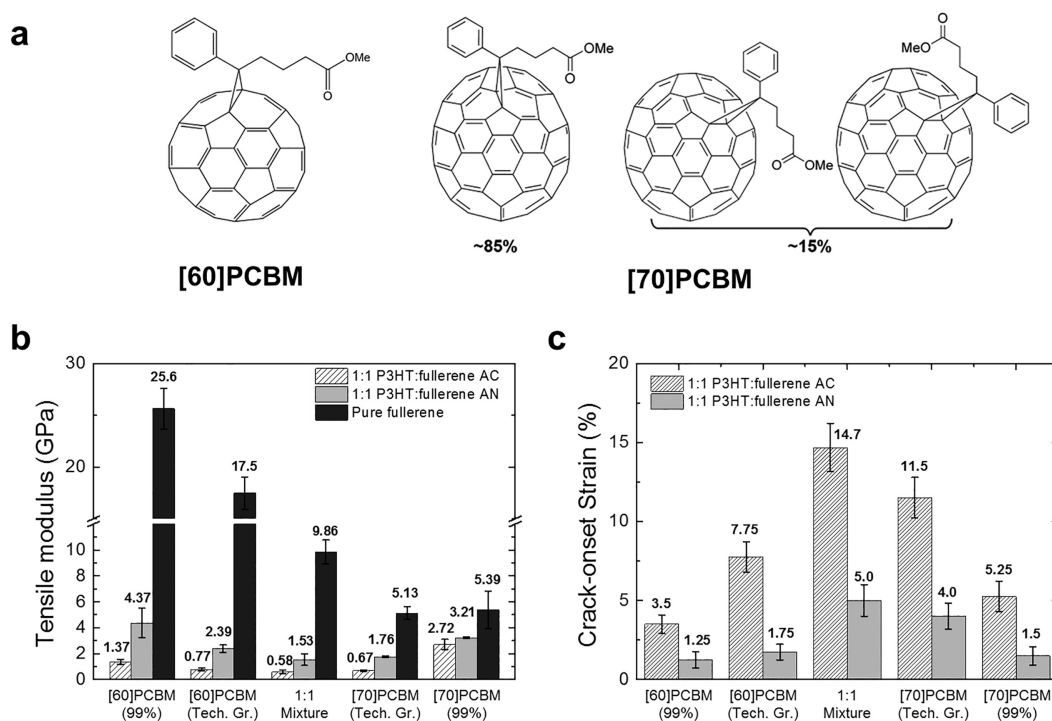 a
OMe
O
OMe
O
O
MeO
O
OMe
O
MeO
~85%
~15%
[60]PCBM
[70]PCBM
b
Tensile modulus (GPa)
30
20
10
8
6
4
2
0
1:1 P3HT:fullerene AC
1:1 P3HT:fullerene AN
Pure fullerene
1.37
4.37
25.6
0.77
2.39
17.5
0.58
1.53
9.86
0.67
1.76
5.13
2.72
3.21
5.39
[60]PCBM
(99%)
[60]PCBM
(Tech. Gr.)
1:1
Mixture
[70]PCBM
(Tech. Gr.)
[70]PCBM
(99%)
c
Crack-onset Strain (%)
20
15
10
5
0
1:1 P3HT:fullerene AC
1:1 P3HT:fullerene AN
3.5
1.25
7.75
1.75
14.7
5.0
11.5
4.0
5.25
1.5
[60]PCBM
(99%)
[60]PCBM
(Tech. Gr.)
1:1
Mixture
[70]PCBM
(Tech. Gr.)
[70]PCBM
(99%)